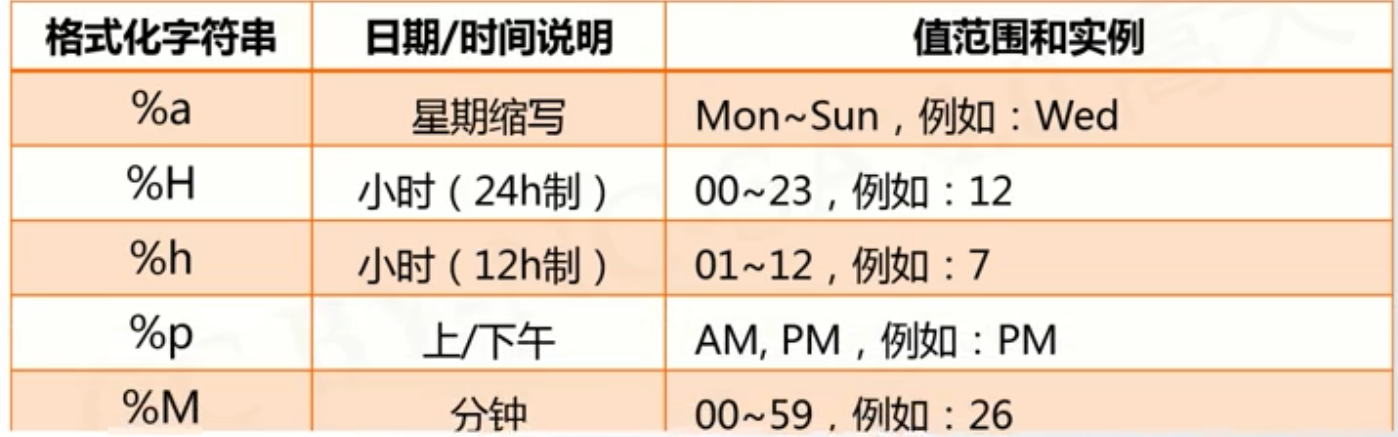 格式化字符串 日期/时间说明 值范围和实例
%a 星期缩写 Mon~Sun，例如：Wed
%H 小时（24h制） 00~23，例如：12
%h 小时（12h制） 01~12，例如：7
%p 上/下午 AM, PM，例如：PM
%M 分钟 00~59，例如：26